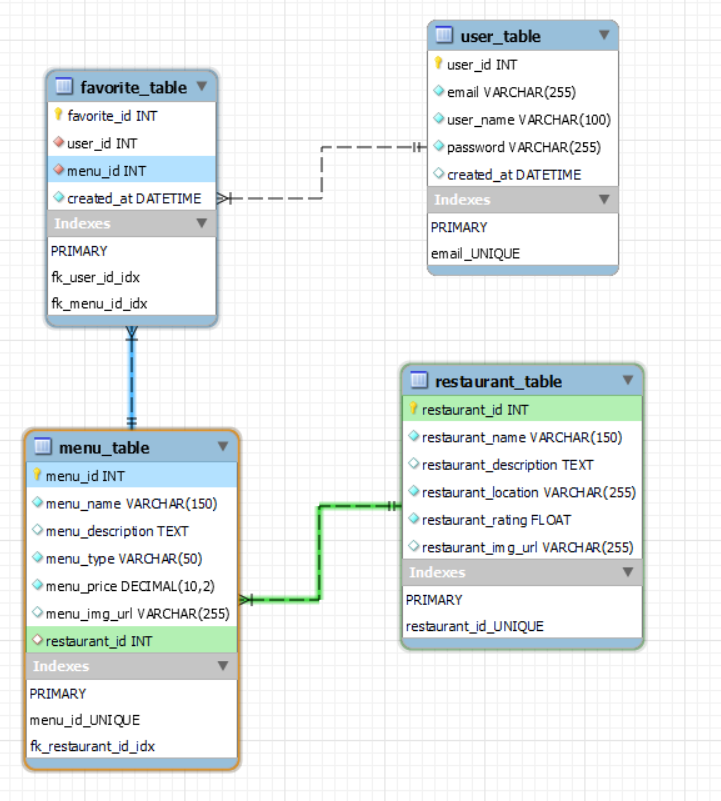 user_table
user_id INT
email VARCHAR(255)
user_name VARCHAR(100)
password VARCHAR(255)
created_at DATETIME
Indexes
PRIMARY
email_UNIQUE
favorite_table
favorite_id INT
user_id INT
menu_id INT
created_at DATETIME
Indexes
PRIMARY
fk_user_id_idx
fk_menu_id_idx
restaurant_table
restaurant_id INT
restaurant_name VARCHAR(150)
restaurant_description TEXT
restaurant_location VARCHAR(255)
restaurant_rating FLOAT
restaurant_img_url VARCHAR(255)
Indexes
PRIMARY
restaurant_id_UNIQUE
menu_table
menu_id INT
menu_name VARCHAR(150)
menu_description TEXT
menu_type VARCHAR(50)
menu_price DECIMAL(10,2)
menu_img_url VARCHAR(255)
restaurant_id INT
Indexes
PRIMARY
menu_id_UNIQUE
fk_restaurant_id_idx